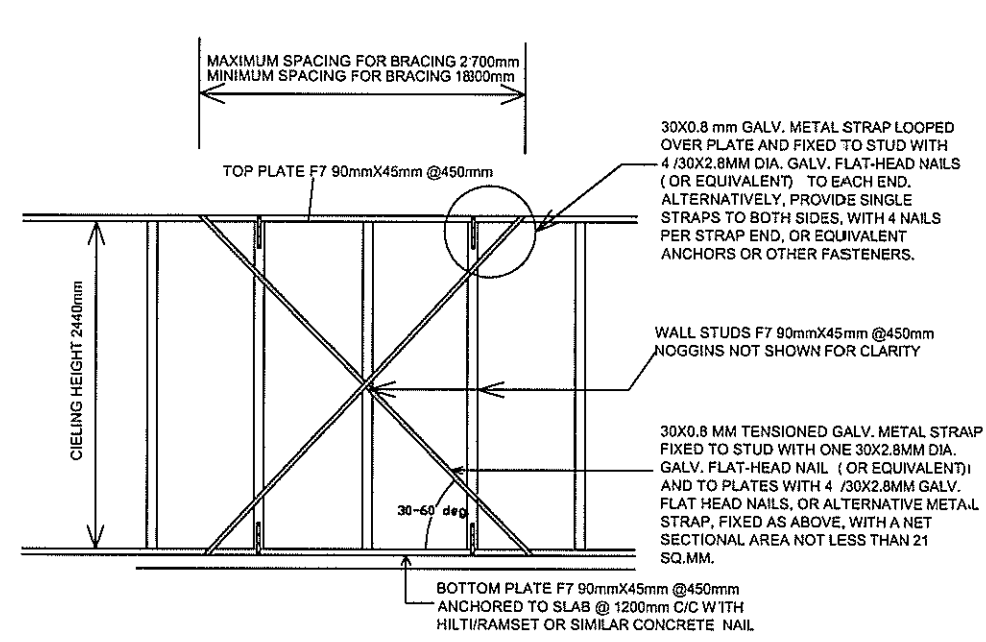 MAXIMUM SPACING FOR BRACING 2700mm
MINIMUM SPACING FOR BRACING 1800mm
TOP PLATE F7 90mmX45mm @450mm
30X0.8 mm GALV. METAL STRAP LOOPED
OVER PLATE AND FIXED TO STUD WITH
4 /30X2.8MM DIA. GALV. FLAT-HEAD NAILS
( OR EQUIVALENT) TO EACH END.
ALTERNATIVELY, PROVIDE SINGLE
STRAPS TO BOTH SIDES, WITH 4 NAILS
PER STRAP END, OR EQUIVALENT
ANCHORS OR OTHER FASTENERS.
CIELING HEIGHT 2440mm
WALL STUDS F7 90mmX45mm @450mm
NOGGINS NOT SHOWN FOR CLARITY
30X0.8 MM TENSIONED GALV. METAL STRAP
FIXED TO STUD WITH ONE 30X2.8MM DIA.
GALV. FLAT-HEAD NAIL ( OR EQUIVALENT)
AND TO PLATES WITH 4 /30X2.8MM GALV.
FLAT HEAD NAILS, OR ALTERNATIVE METAL
STRAP, FIXED AS ABOVE, WITH A NET
SECTIONAL AREA NOT LESS THAN 21
SQ.MM.
30-60 deg.
BOTTOM PLATE F7 90mmX45mm @450mm
ANCHORED TO SLAB @ 1200mm C/C WITH
HILTI/RAMSET OR SIMILAR CONCRETE NAIL